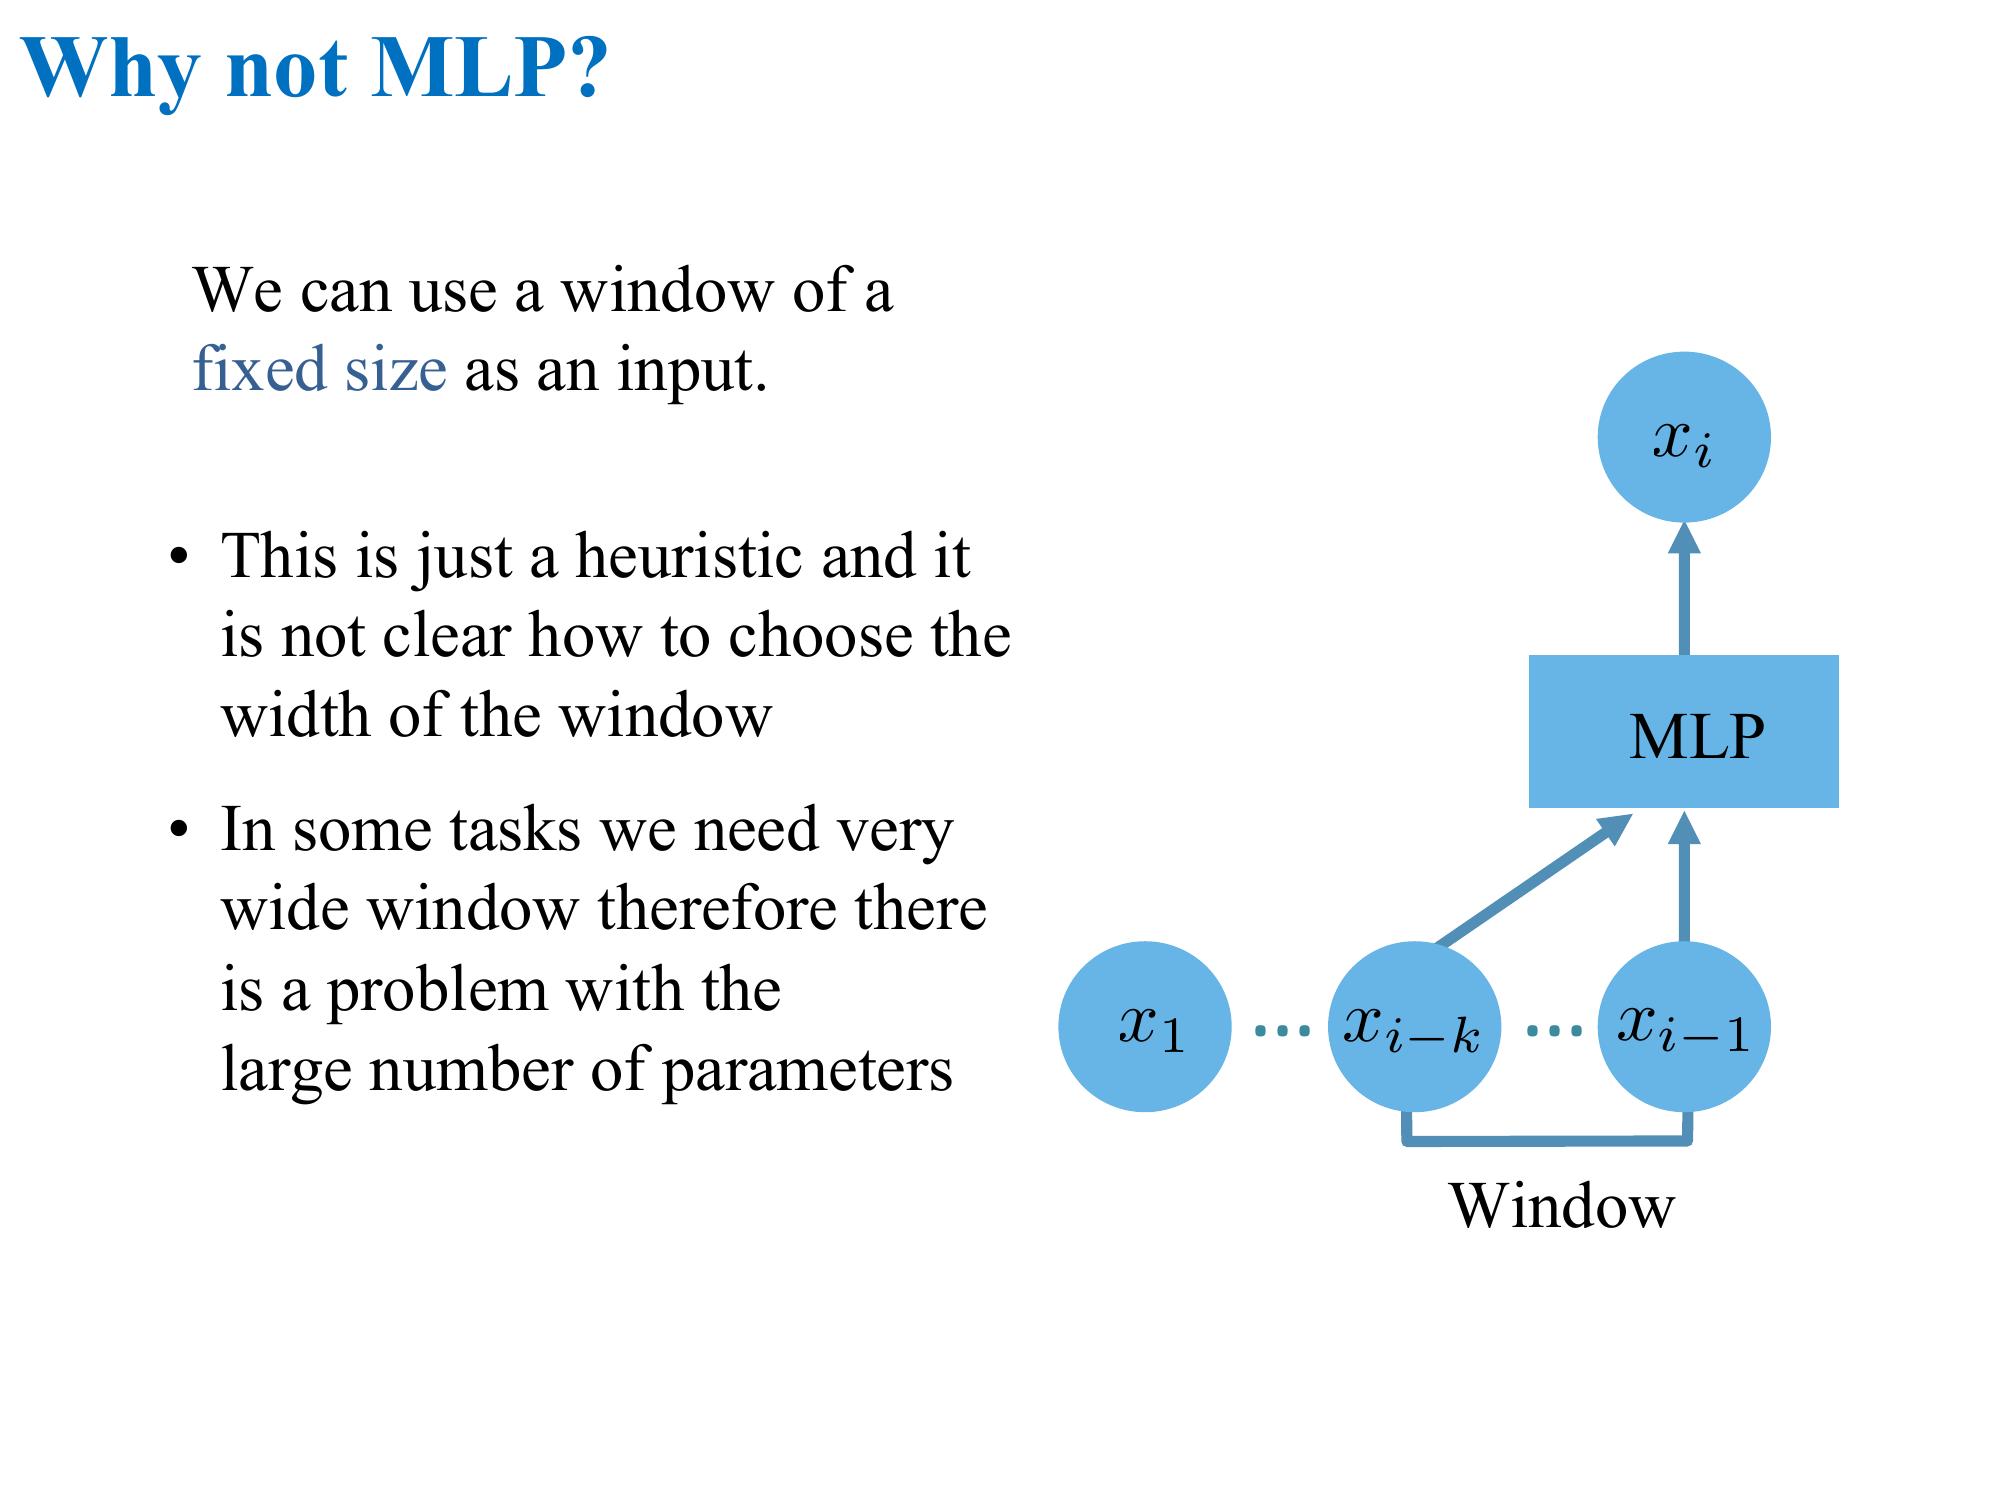 Why not MLP?
We can use a window of a
fixed size as an input.
• This is just a heuristic and it
is not clear how to choose the
width of the window
• In some tasks we need very
wide window therefore there
is a problem with the
large number of parameters
x_i
MLP
x_1 ... x_{i-k} ... x_{i-1}
Window